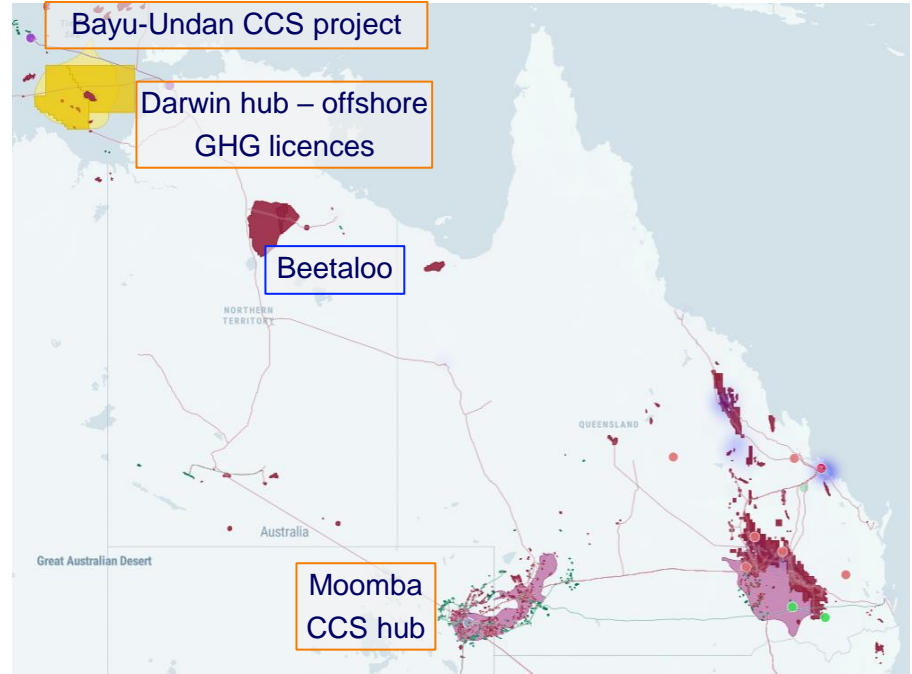 Bayu-Undan CCS project
Darwin hub – offshore
GHG licences
Beetaloo
NORTHERN
TERRITORY
QUEENSLAND
Australia
Great Australian Desert
Moomba
CCS hub